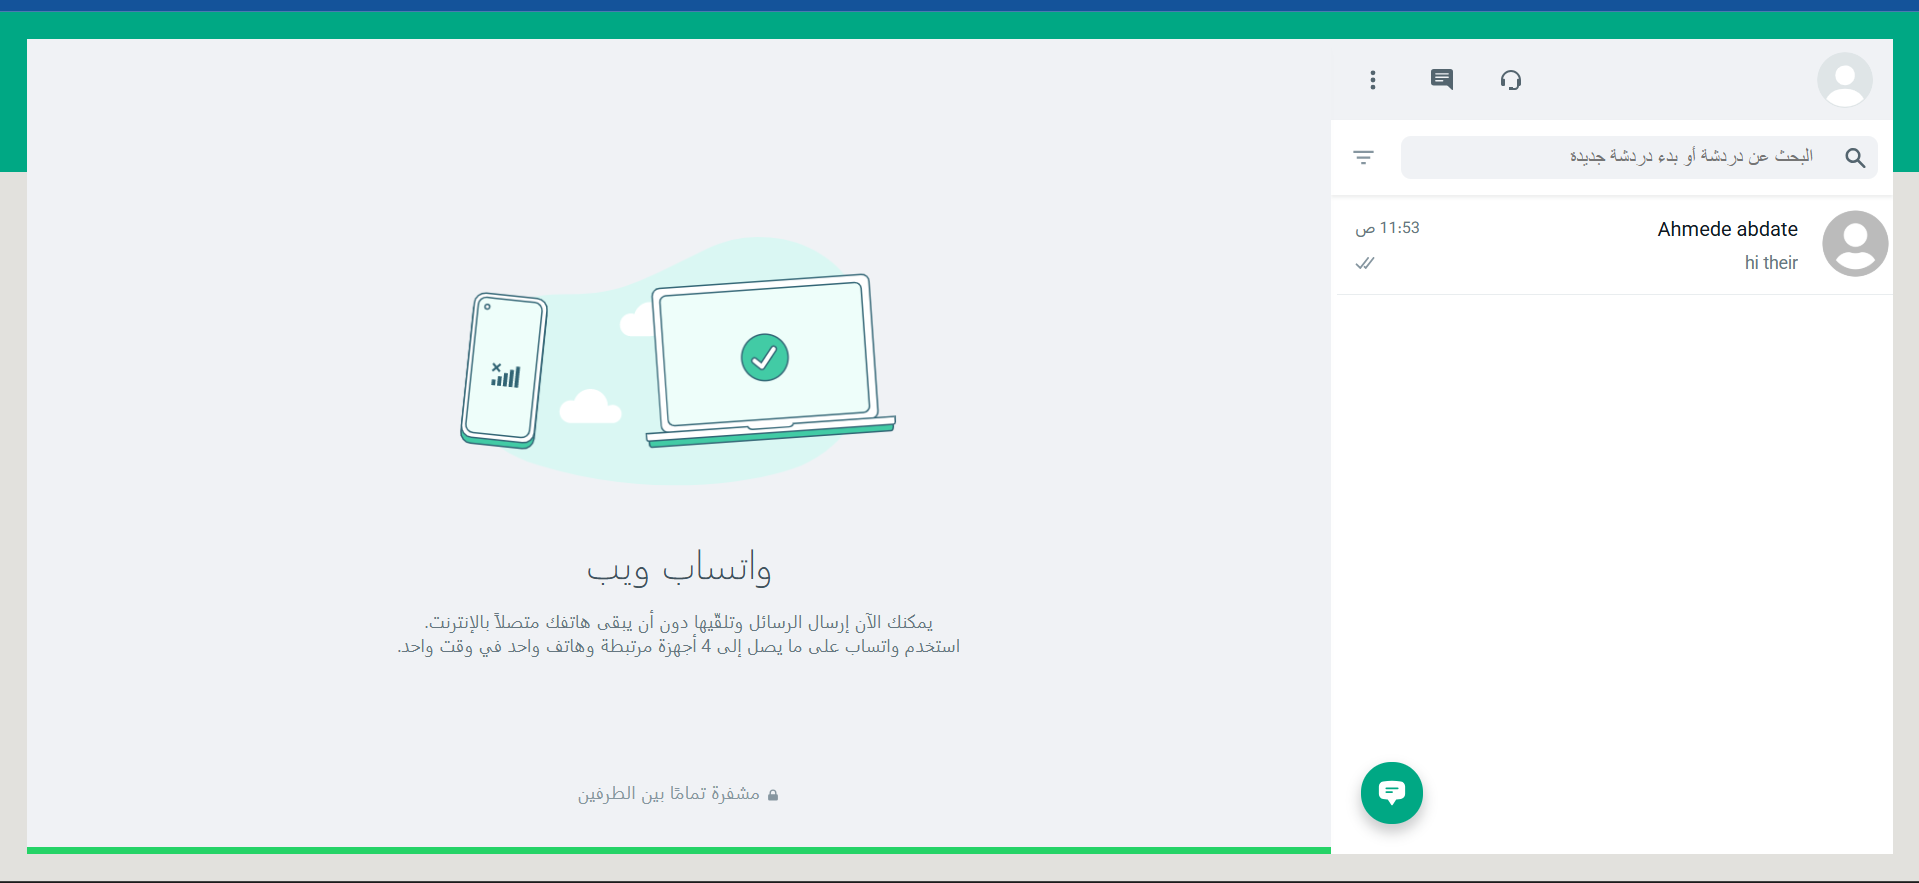 البحث عن دردشة أو بدء دردشة جديدة
Ahmede abdate
11:53 ص
hi their
واتساب ويب
يمكنك الآن إرسال الرسائل وتلقّيها دون أن يبقى هاتفك متصلاً بالإنترنت.
استخدم واتساب على ما يصل إلى 4 أجهزة مرتبطة وهاتف واحد في وقت واحد.
مشفرة تمامًا بين الطرفين